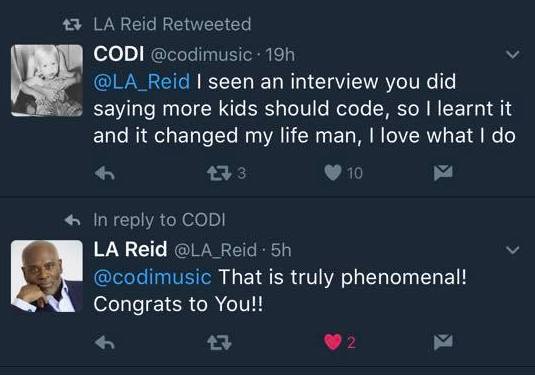 LA Reid Retweeted
CODI @codimusic · 19h
@LA_Reid I seen an interview you did
saying more kids should code, so I learnt it
and it changed my life man, I love what I do
3 10
In reply to CODI
LA Reid @LA_Reid · 5h
@codimusic That is truly phenomenal!
Congrats to You!!
2